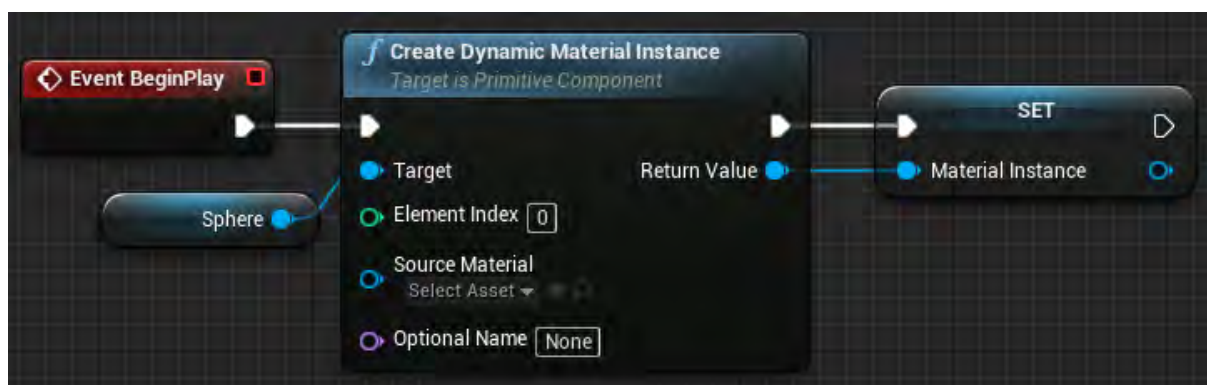 Event BeginPlay
Sphere
f Create Dynamic Material Instance
Target is Primitive Component
Target
Return Value
Element Index 0
Source Material
Select Asset
Optional Name None
SET
Material Instance